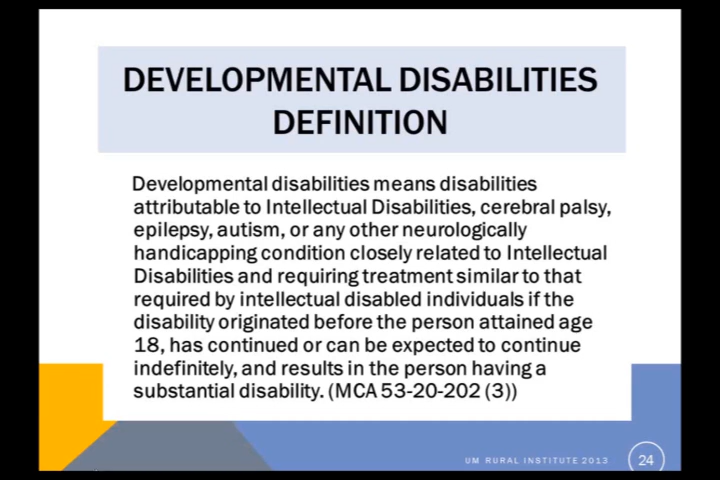 DEVELOPMENTAL DISABILITIES
DEFINITION
Developmental disabilities means disabilities
attributable to Intellectual Disabilities, cerebral palsy,
epilepsy, autism, or any other neurologically
handicapping condition closely related to Intellectual
Disabilities and requiring treatment similar to that
required by intellectual disabled individuals if the
disability originated before the person attained age
18, has continued or can be expected to continue
indefinitely, and results in the person having a
substantial disability. (MCA 53-20-202 (3))
UM RURAL INSTITUTE 2013
24